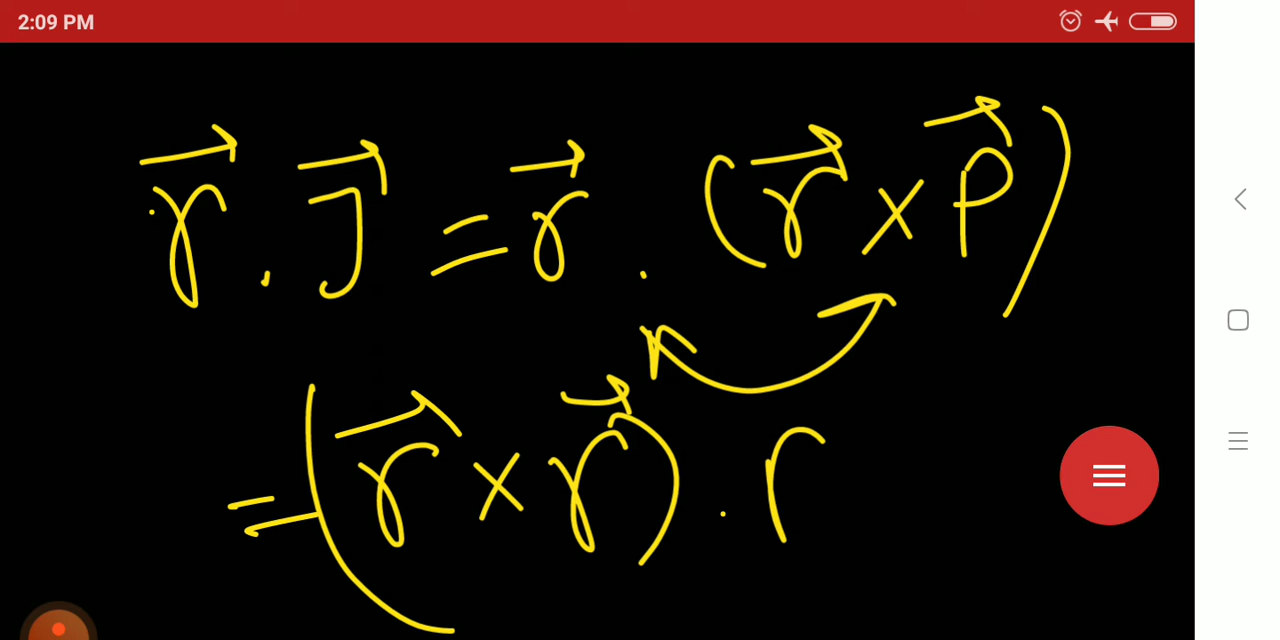 2:09 PM
r⃗ . J⃗ = r⃗ . (r⃗ × p⃗)
= (r⃗ × r⃗) . r